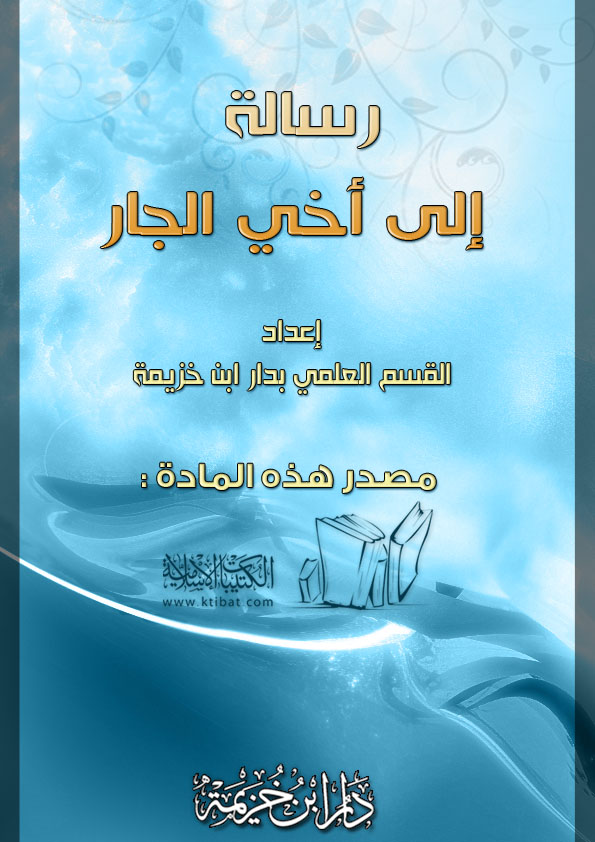 رسالة
إلى أخي الجار
إعداد
القسم العلمي بدار ابن خزيمة
مصدر هذه المادة :
الكتيبات الإسلامية
www.ktibat.com
دار ابن خزيمة